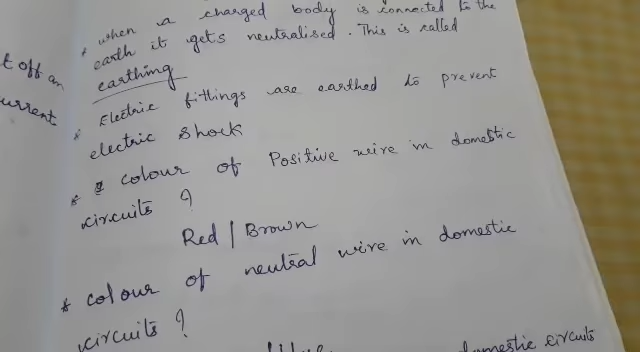 * when a charged body is connected to the
earth it gets neutralised. This is called
earthing
* Electric fittings are earthed to prevent
electric shock
* colour of Positive wire in domestic
circuits ?
Red | Brown
* colour of neutral wire in domestic
circuits ?
domestic circuits
t off an
urrent